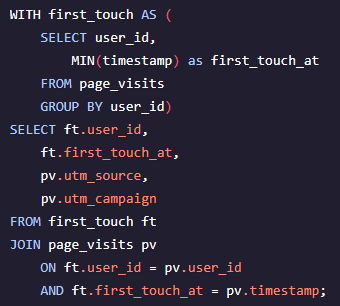 WITH first_touch AS (
    SELECT user_id,
        MIN(timestamp) as first_touch_at
    FROM page_visits
    GROUP BY user_id)
SELECT ft.user_id,
    ft.first_touch_at,
    pv.utm_source,
    pv.utm_campaign
FROM first_touch ft
JOIN page_visits pv
    ON ft.user_id = pv.user_id
    AND ft.first_touch_at = pv.timestamp;